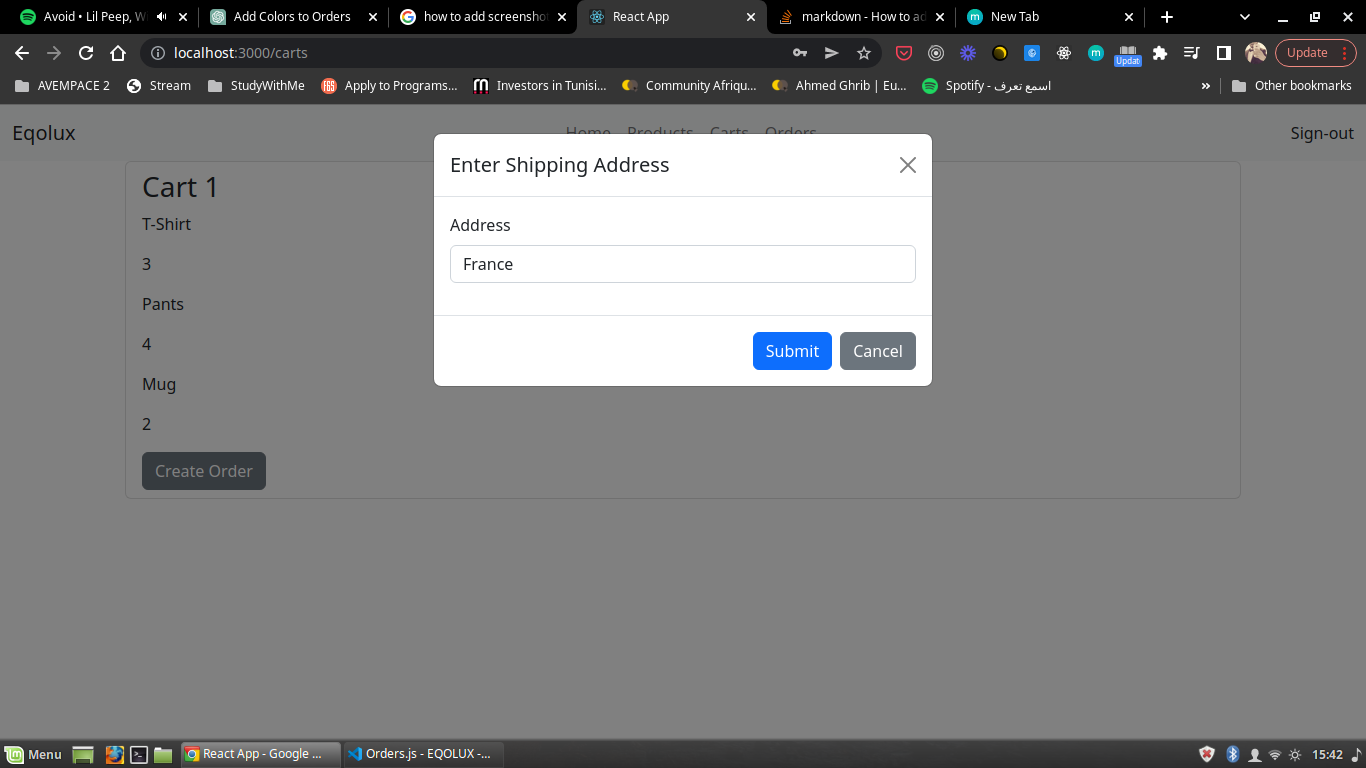 Avoid • Lil Peep, W
Add Colors to Orders
how to add screensho
React App
markdown - How to ad
New Tab
localhost:3000/carts
Updat
Update
AVEMPACE 2
Stream
StudyWithMe
Apply to Programs...
Investors in Tunisi...
Community Afriqu...
Ahmed Ghrib | Eu...
Spotify - اسمع تعرف
»
Other bookmarks
Eqolux
Home Products Carts Orders
Sign-out
Enter Shipping Address
Cart 1
T-Shirt
Address
3
France
Pants
4
Submit
Cancel
Mug
2
Create Order
Menu
React App - Google ...
Orders.js - EQOLUX -...
15:42